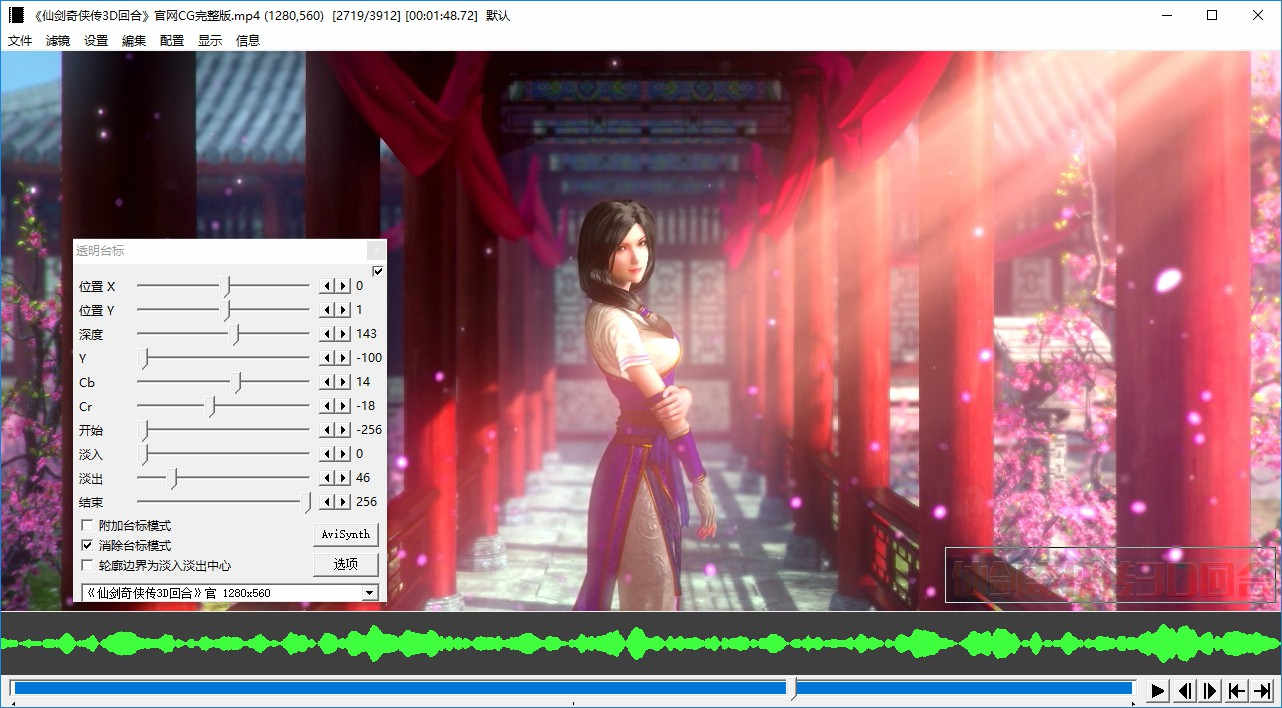 《仙剑奇侠传3D回合》官网CG完整版.mp4 (1280,560) [2719/3912] [00:01:48.72] 默认
文件 滤镜 设置 編集 配置 显示 信息
透明台标
位置 X 0
位置 Y 1
深度 143
Y -100
Cb 14
Cr -18
开始 -256
淡入 0
淡出 46
结束 256
附加台标模式
AviSynth
消除台标模式
轮廓边界为淡入淡出中心
选项
《仙剑奇侠传3D回合》官 1280x560
3D回合